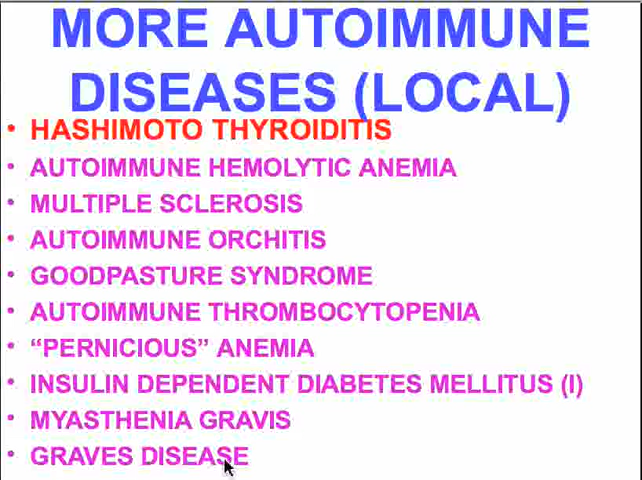 MORE AUTOIMMUNE
DISEASES (LOCAL)
• HASHIMOTO THYROIDITIS
• AUTOIMMUNE HEMOLYTIC ANEMIA
• MULTIPLE SCLEROSIS
• AUTOIMMUNE ORCHITIS
• GOODPASTURE SYNDROME
• AUTOIMMUNE THROMBOCYTOPENIA
• “PERNICIOUS” ANEMIA
• INSULIN DEPENDENT DIABETES MELLITUS (I)
• MYASTHENIA GRAVIS
• GRAVES DISEASE